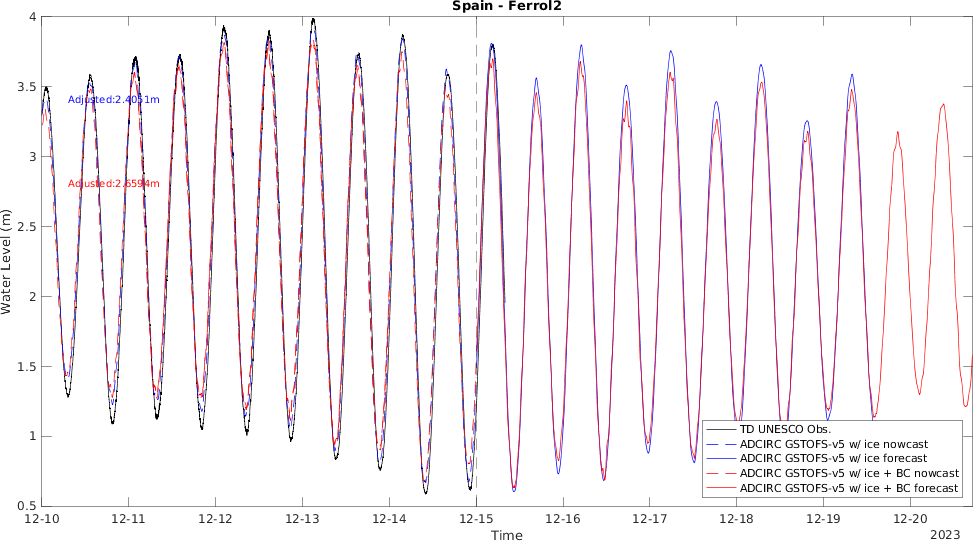 Spain - Ferrol2
4
3.5
3
2.5
2
1.5
1
0.5
Water Level (m)
Adjusted:2.4051m
Adjusted:2.6594m
TD UNESCO Obs.
ADCIRC GSTOFS-v5 w/ ice nowcast
ADCIRC GSTOFS-v5 w/ ice forecast
ADCIRC GSTOFS-v5 w/ ice + BC nowcast
ADCIRC GSTOFS-v5 w/ ice + BC forecast
12-10 12-11 12-12 12-13 12-14 12-15 12-16 12-17 12-18 12-19 12-20
Time
2023